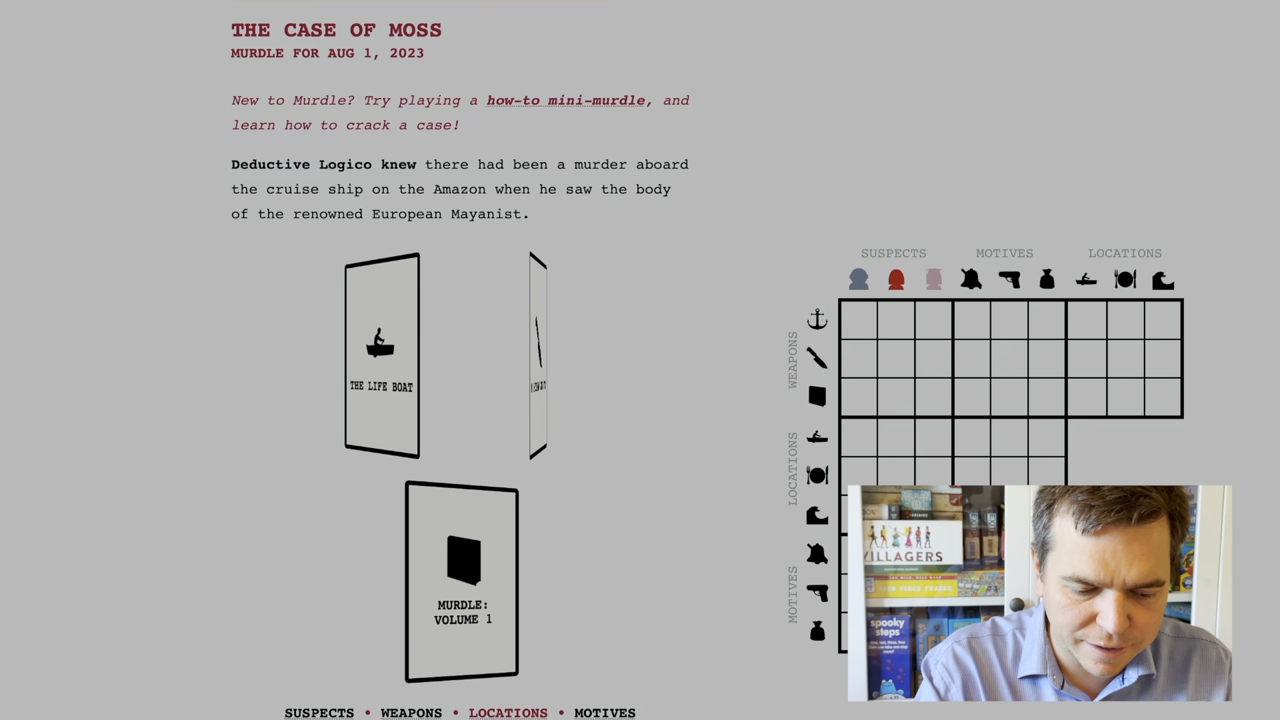 THE CASE OF MOSS
MURDLE FOR AUG 1, 2023
New to Murdle? Try playing a how-to mini-murdle, and
learn how to crack a case!
Deductive Logico knew there had been a murder aboard
the cruise ship on the Amazon when he saw the body
of the renowned European Mayanist.
SUSPECTS MOTIVES LOCATIONS
WEAPONS
LOCATIONS
MOTIVES
THE LIFE BOAT
MURDLE:
VOLUME 1
SUSPECTS • WEAPONS • LOCATIONS • MOTIVES
VILLAGERS
spooky
steps